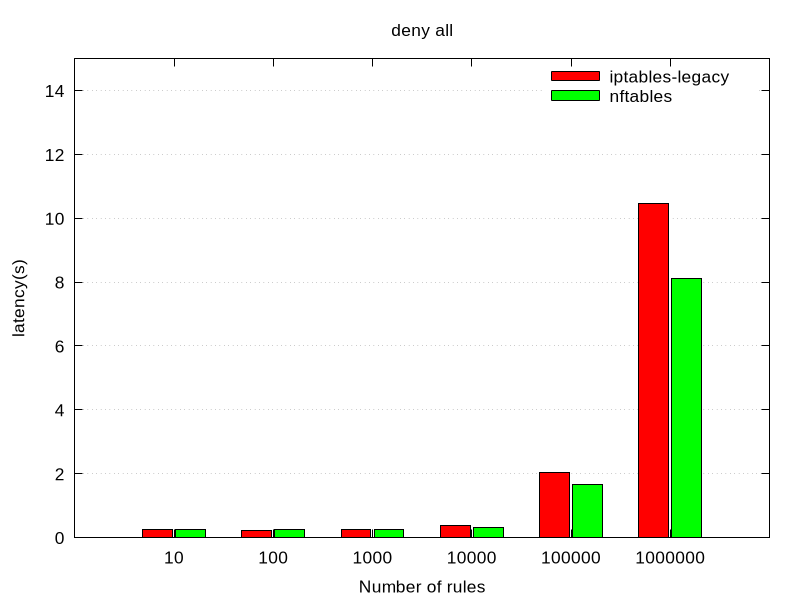 deny all
iptables-legacy
nftables
14
12
10
8
6
4
2
0
latency(s)
10 100 1000 10000 100000 1000000
Number of rules